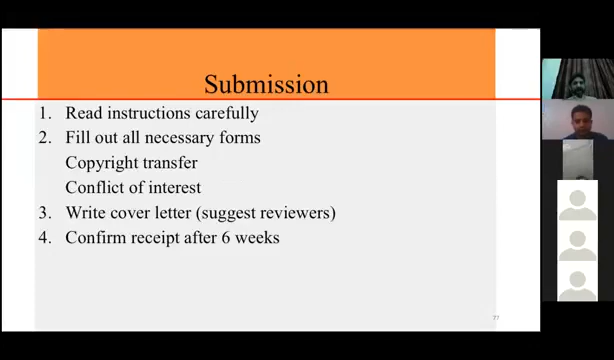 Submission
1. Read instructions carefully
2. Fill out all necessary forms
Copyright transfer
Conflict of interest
3. Write cover letter (suggest reviewers)
4. Confirm receipt after 6 weeks
77